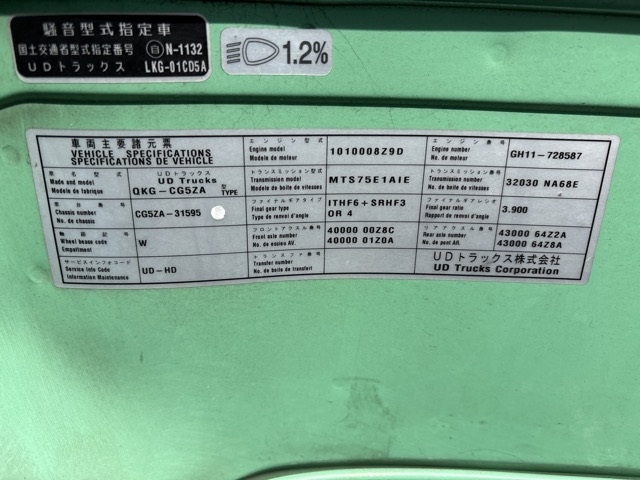 騒音型式指定車
国土交通省型式指定番号 自 N-1132
UDトラックス LKG-01CD5A
1.2%
車両主要諸元票
VEHICLE SPECIFICATIONS
SPECIFICATIONS DE VEHICLE
エンジン型式
Engine model
Modele de moteur
1010008Z9D
エンジン番号
Engine number
No. de moteur
GH11-728587
車名型式
Made and model
Modele de fabrique
UDトラックス
UD Trucks
QKG-CG5ZA 型
TYPE
トランスミッション型式
Transmission model
Modele de boite de vitesses
MTS75E1AIE
トランスミッション番号
Transmission number
No. de boite de vitesses
32030 NA68E
車台番号
Chassis number
No. de chassis
CG5ZA-31595
ファイナルギアタイプ
Final gear type
Type de renvoi d'angle
ITHF6+SRHF3
OR 4
ファイナルギアレシオ
Final gear ratio
Rapport de renvoi d'angle
3.900
輪距記号
Wheel bease code
Empattement
W
フロントアクスル番号
Front axle number
No. de essieu AV.
40000 00Z8C
40000 01Z0A
リアアクスル番号
Rear axle number
No. de pont AR.
43000 64Z2A
43000 64Z8A
サービスインフォコード
Service Info Code
Information Maintenance
UD-HD
トランスファ番号
Transfer number
No. de boite de transfert
UDトラックス株式会社
UD Trucks Corporation